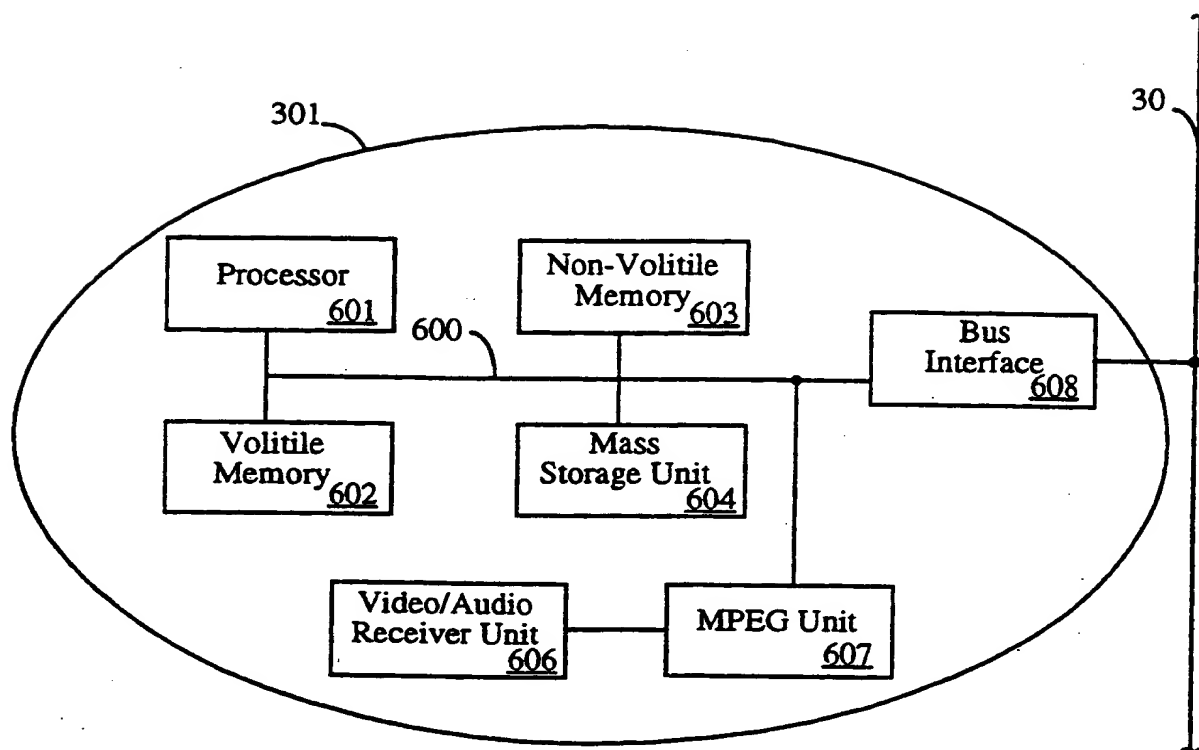 30
301
Processor
601
Non-Volitile
Memory
603
600
Bus
Interface
608
Volitile
Memory
602
Mass
Storage Unit
604
Video/Audio
Receiver Unit
606
MPEG Unit
607